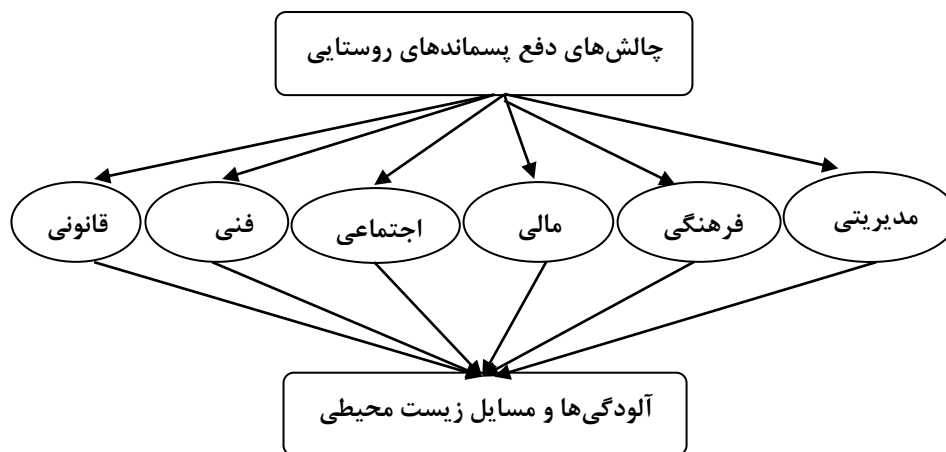 چالش‌های دفع پسماندهای روستایی
مدیریتی
فرهنگی
مالی
اجتماعی
فنی
قانونی
آلودگی‌ها و مسایل زیست محیطی